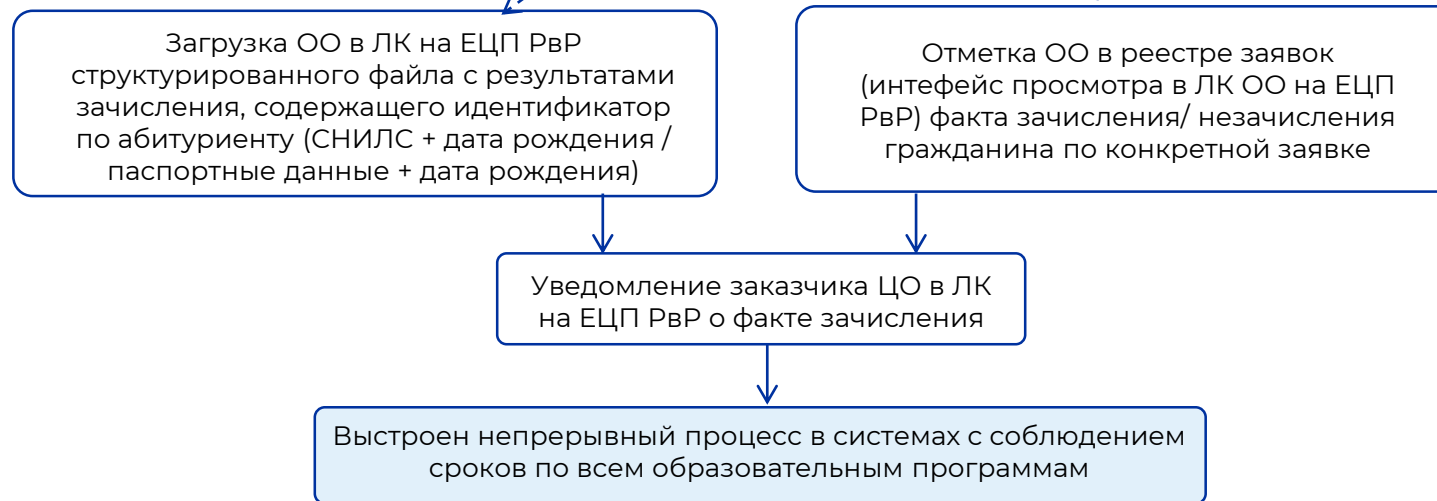 Загрузка ОО в ЛК на ЕЦП РвР
структурированного файла с результатами
зачисления, содержащего идентификатор
по абитуриенту (СНИЛС + дата рождения /
паспортные данные + дата рождения)
Отметка ОО в реестре заявок
(интефейс просмотра в ЛК ОО на ЕЦП
РвР) факта зачисления/ незачисления
гражданина по конкретной заявке
Уведомление заказчика ЦО в ЛК
на ЕЦП РвР о факте зачисления
Выстроен непрерывный процесс в системах с соблюдением
сроков по всем образовательным программам